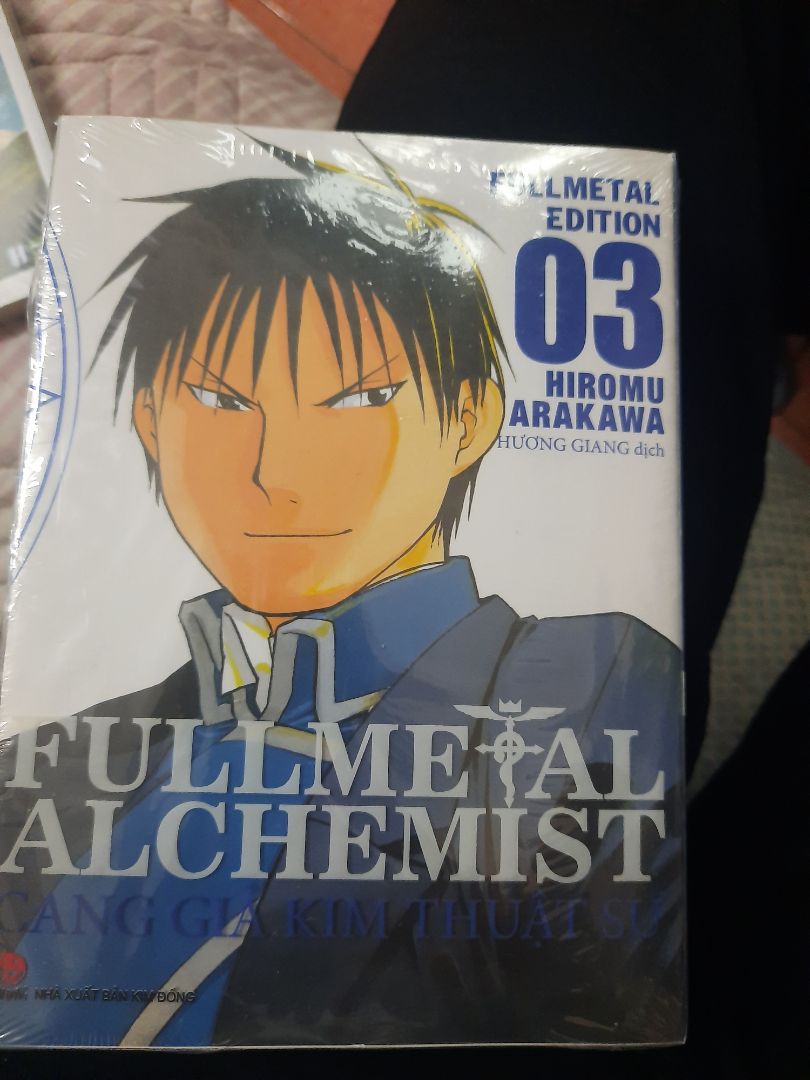 FULLMETAL
EDITION
03
HIROMU
ARAKAWA
HƯƠNG GIANG dịch
FULLMETAL
ALCHEMIST
CANG GIẢ KIM THUẬT SƯ
NHÀ XUẤT BẢN KIM ĐỒNG